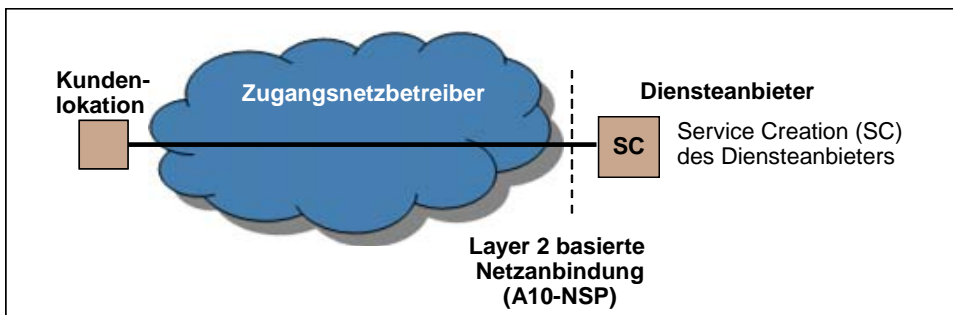 Kunden-
lokation
Zugangsnetzbetreiber
Diensteanbieter
SC
Service Creation (SC)
des Diensteanbieters
Layer 2 basierte
Netzanbindung
(A10-NSP)